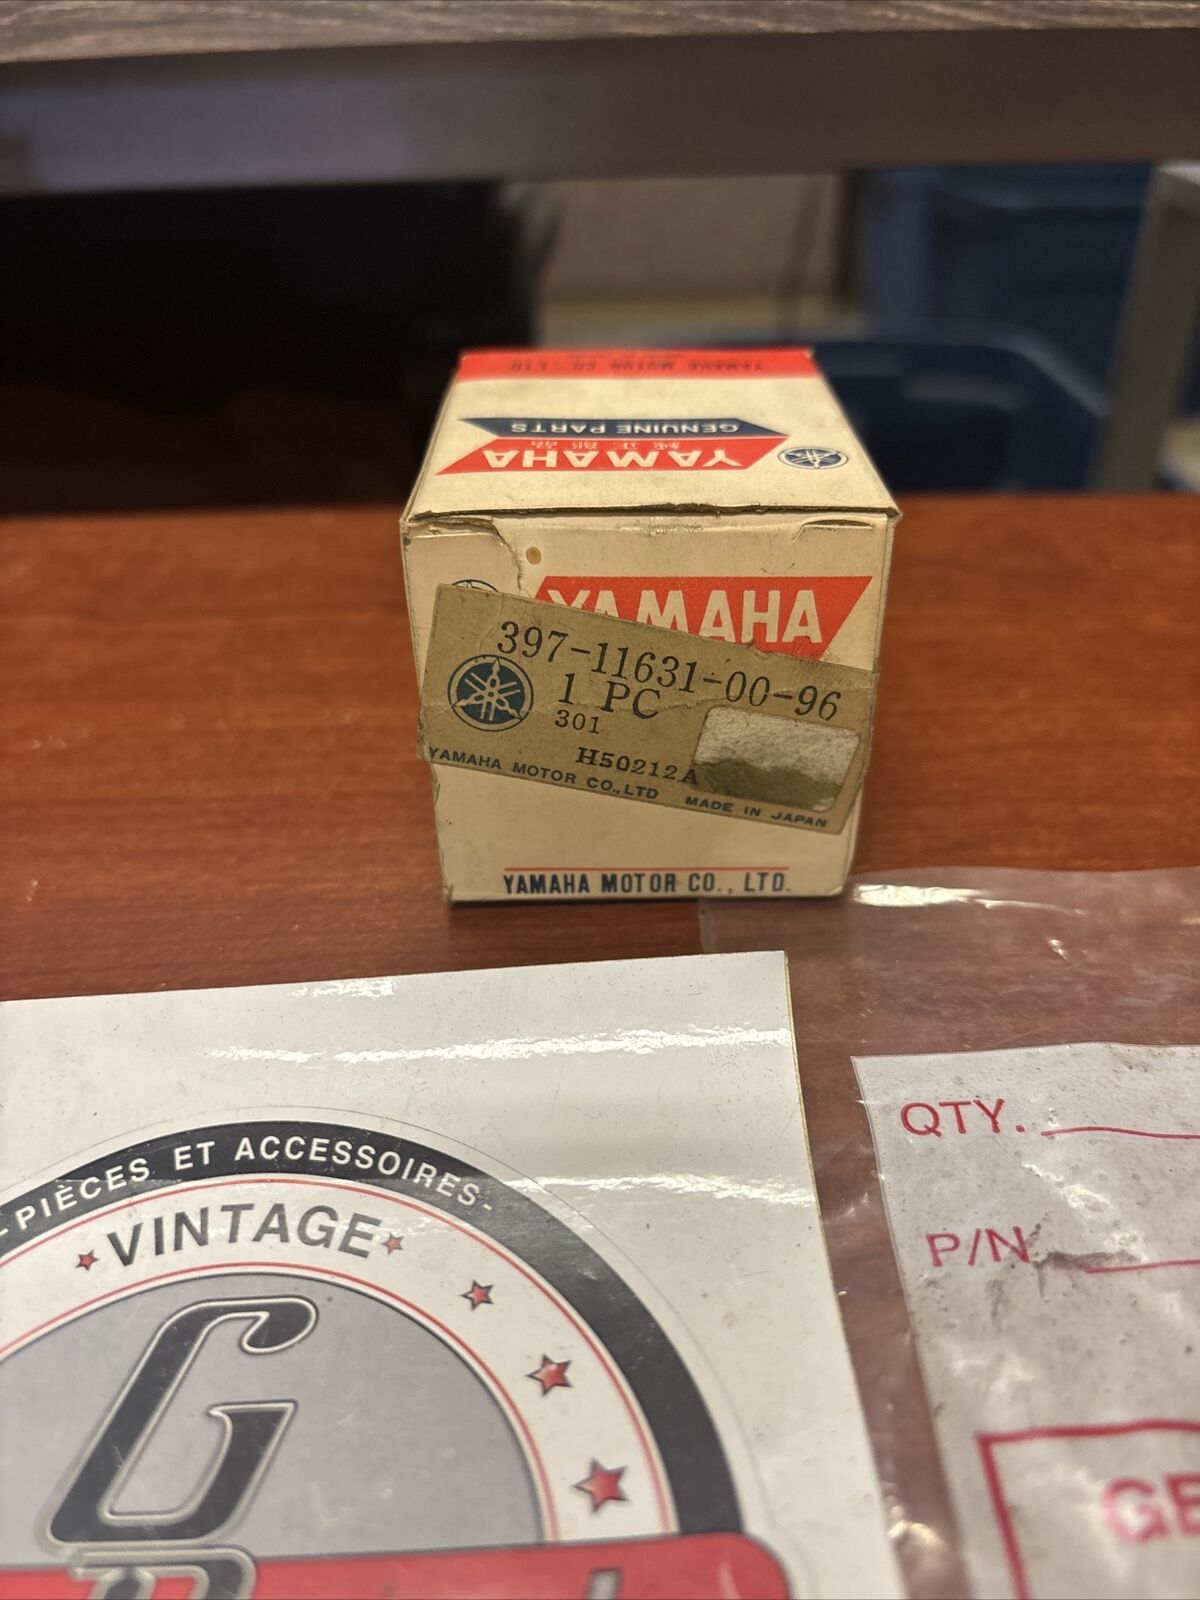 YAMAHA MOTOR CO., LTD
GENUINE PARTS
YAMAHA
YAMAHA
397-11631-00-96
1 PC
301
H50212A
YAMAHA MOTOR CO.,LTD MADE IN JAPAN
YAMAHA MOTOR CO., LTD.
-PIÈCES ET ACCESSOIRES-
VINTAGE
G
QTY.
P/N
GE